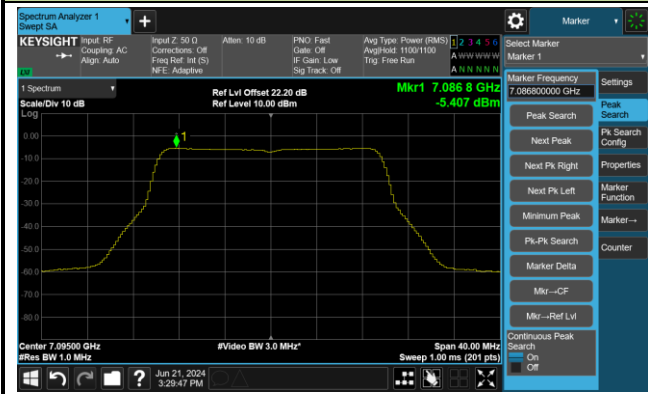 Spectrum Analyzer 1
Swept SA
+
Marker
KEYSIGHT
Input: RF
Coupling: AC
Align: Auto
Input Z: 50 Ω
Corrections: Off
Freq Ref: Int (S)
NFE: Adaptive
Atten: 10 dB
PNO: Fast
Gate: Off
IF Gain: Low
Sig Track: Off
Avg Type: Power (RMS)
Avg|Hold: 1100/1100
Trig: Free Run
1 2 3 4 5 6
A W W W W W
A N N N N N
LXI
Select Marker
Marker 1
1 Spectrum
Scale/Div 10 dB
Log
Ref Lvl Offset 22.20 dB
Ref Level 10.00 dBm
Mkr1 7.086 8 GHz
-5.407 dBm
1
0.00
-10.0
-20.0
-30.0
-40.0
-50.0
-60.0
-70.0
-80.0
Center 7.09500 GHz
#Res BW 1.0 MHz
#Video BW 3.0 MHz*
Span 40.00 MHz
Sweep 1.00 ms (201 pts)
Marker Frequency
7.086800000 GHz
Peak Search
Next Peak
Next Pk Right
Next Pk Left
Minimum Peak
Pk-Pk Search
Marker Delta
Mkr→CF
Mkr→Ref Lvl
Continuous Peak
Search
On
Off
Settings
Peak
Search
Pk Search
Config
Properties
Marker
Function
Marker→
Counter
?
Jun 21, 2024
3:29:47 PM